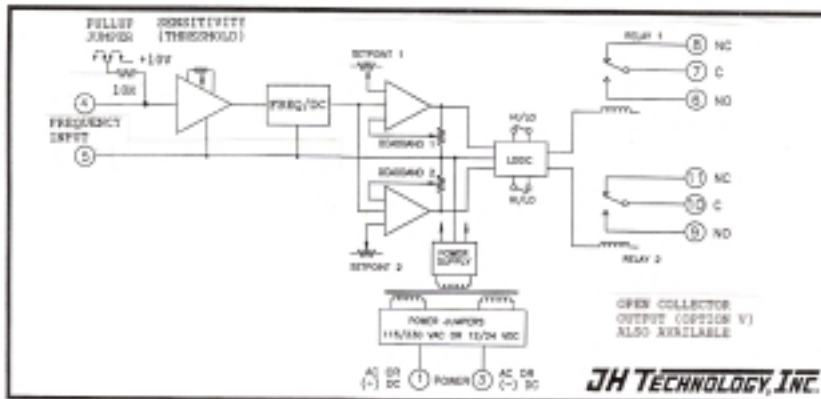 PULLUP
JUMPER
SENSITIVITY
(THRESHOLD)
+10V
10K
4
FREQUENCY
INPUT
5
FREQ/DC
SETPOINT 1
DEADBAND 1
DEADBAND 2
SETPOINT 2
HI/LO
LOGIC
HI/LO
POWER
SUPPLY
POWER JUMPERS
115/230 VAC OR 12/24 VDC
AC OR
(-) DC
1
POWER
3
AC OR
(-) DC
RELAY 1
8 NC
7 C
6 NO
11 NC
10 C
9 NO
RELAY 2
OPEN COLLECTOR
OUTPUT (OPTION V)
ALSO AVAILABLE
JH TECHNOLOGY, INC.